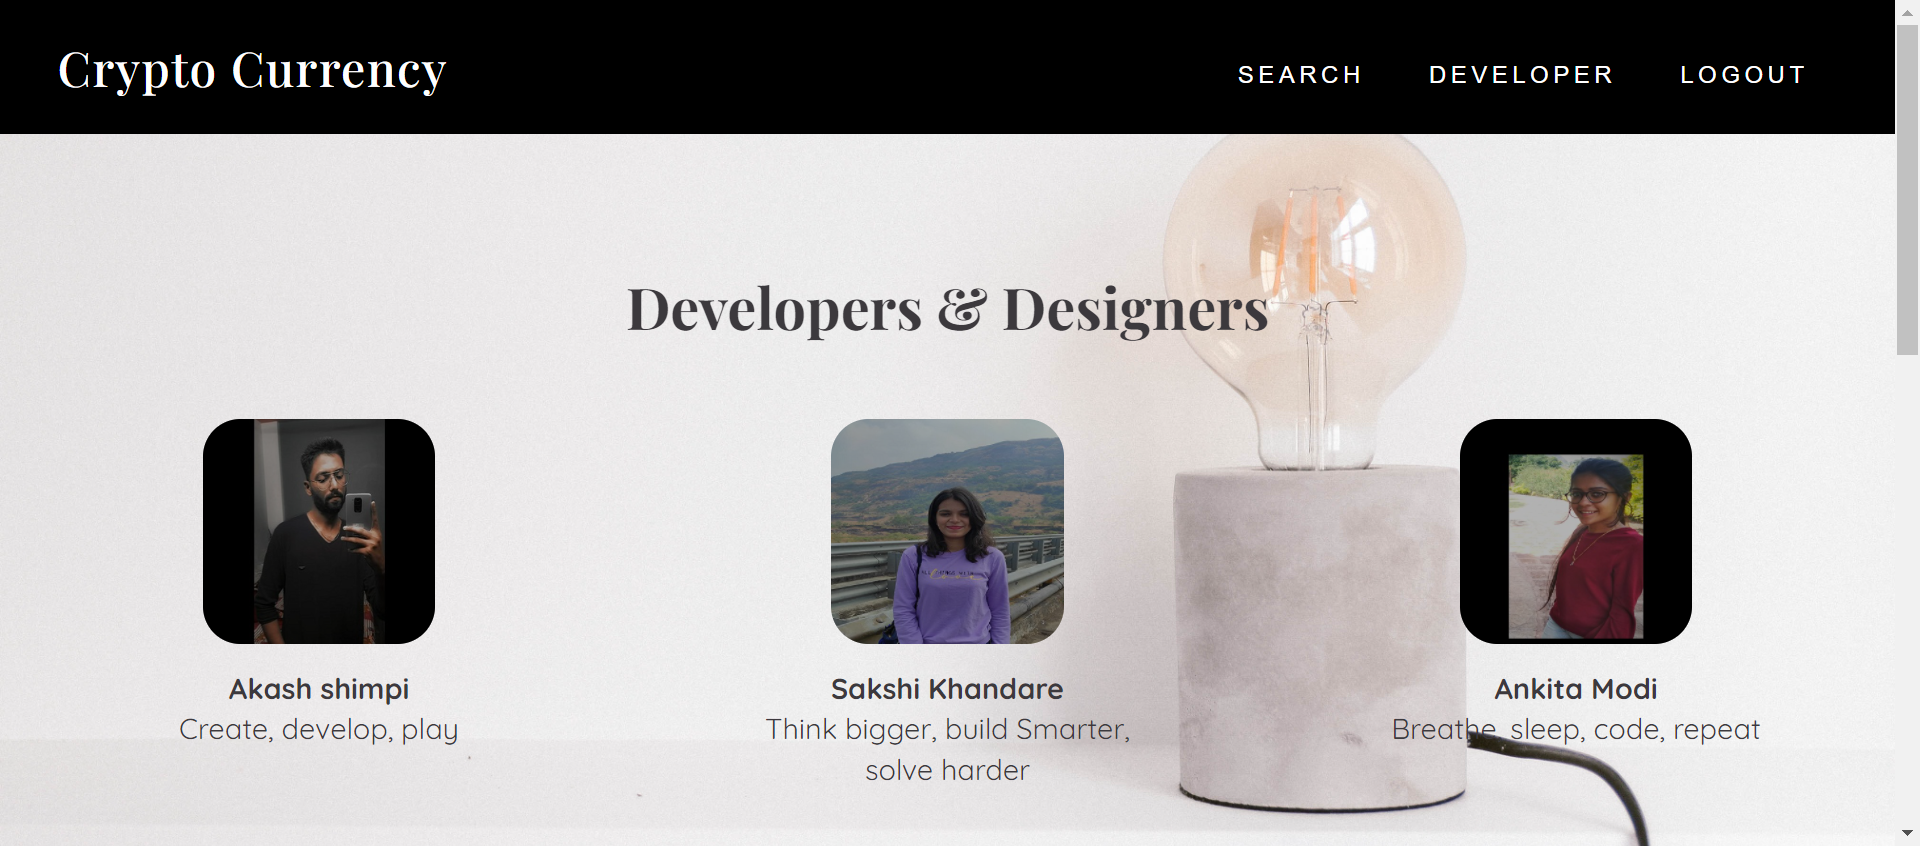 Crypto Currency
SEARCH DEVELOPER LOGOUT
Developers & Designers
Akash shimpi
Create, develop, play
Sakshi Khandare
Think bigger, build Smarter,
solve harder
Ankita Modi
Breathe, sleep, code, repeat